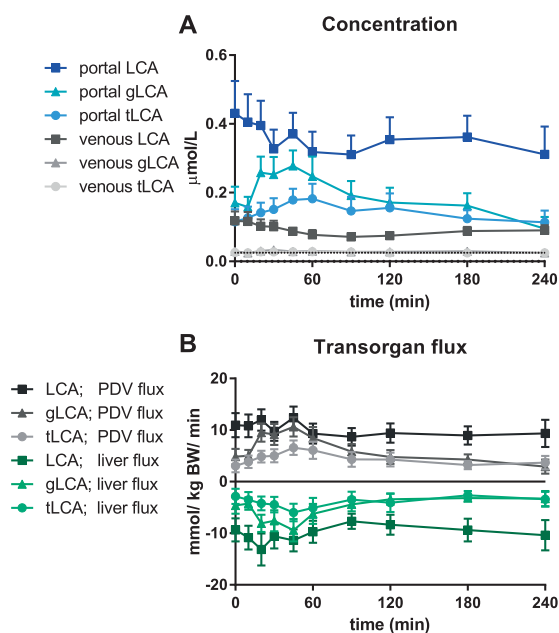 A
Concentration
portal LCA
portal gLCA
portal tLCA
venous LCA
venous gLCA
venous tLCA
μmol/L
0.6
0.4
0.2
0.0
0 60 120 180 240
time (min)
B
Transorgan flux
LCA; PDV flux
gLCA; PDV flux
tLCA; PDV flux
LCA; liver flux
gLCA; liver flux
tLCA; liver flux
mmol/ kg BW/ min
20
10
0
-10
-20
0 60 120 180 240
time (min)